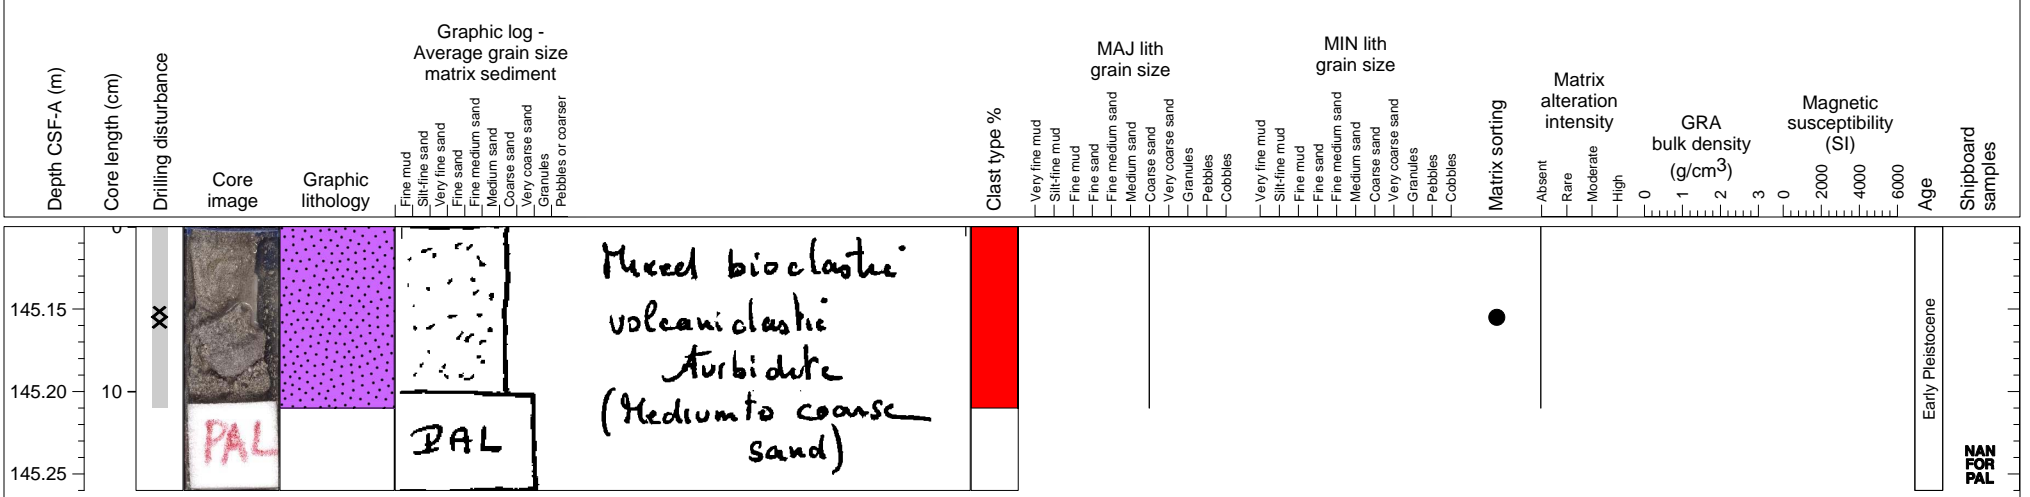 Depth CSF-A (m)
Core length (cm)
Drilling disturbance
Core
image
Graphic
lithology
Graphic log -
Average grain size
matrix sediment
Fine mud
Silt-fine sand
Very fine sand
Fine sand
Fine medium sand
Medium sand
Coarse sand
Very coarse sand
Granules
Pebbles or coarser
Clast type %
MAJ lith
grain size
Very fine mud
Silt-fine mud
Fine mud
Fine sand
Fine medium sand
Medium sand
Coarse sand
Very coarse sand
Granules
Pebbles
Cobbles
MIN lith
grain size
Very fine mud
Silt-fine mud
Fine mud
Fine sand
Fine medium sand
Medium sand
Coarse sand
Very coarse sand
Granules
Pebbles
Cobbles
Matrix sorting
Matrix
alteration
intensity
Absent
Rare
Moderate
High
GRA
bulk density
(g/cm3)
0 1 2 3
Magnetic
susceptibility
(SI)
0 2000 4000 6000
Age
Shipboard
samples
0
145.15
145.20
145.25
10
PAL
PAL
Mixed bioclastic
volcaniclastic
turbidite
(Medium to coarse
sand)
Early Pleistocene
NAN
FOR
PAL